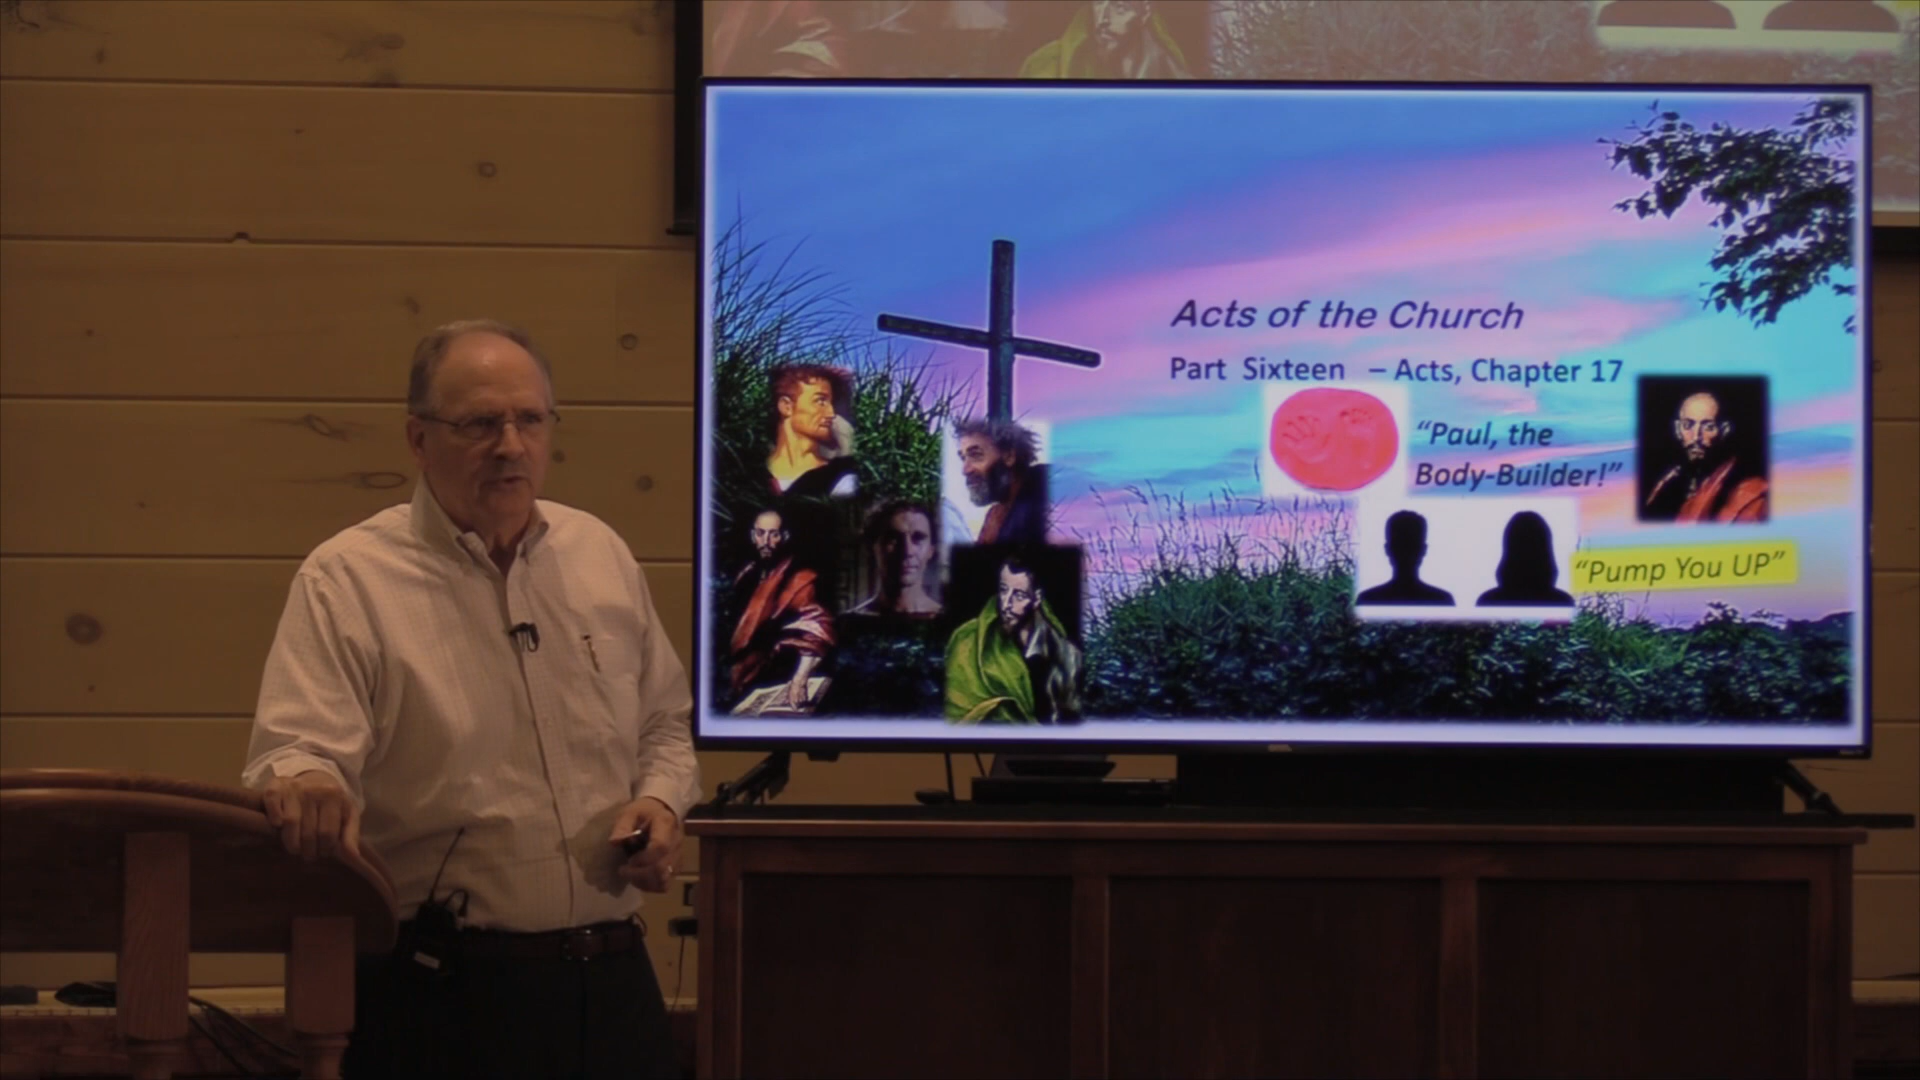 Acts of the Church
Part Sixteen – Acts, Chapter 17
“Paul, the
Body-Builder!”
“Pump You UP”